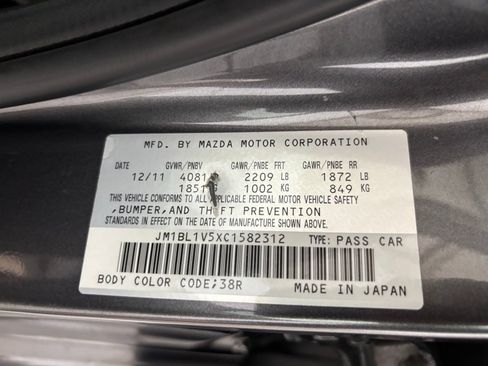 MFD. BY MAZDA MOTOR CORPORATION
DATE GVWR/PNBV GAWR/PNBE FRT GAWR/PNBE RR
12/11 4081 2209 LB 1872 LB
1851 1002 KG 849 KG
THIS VEHICLE CONFORMS TO ALL APPLICABLE FEDERAL MOTOR VEHICLE SAFETY
,BUMPER,AND THEFT PREVENTION
STANDARDS IN EFFECT ON THE DATE OF MANUFACTURE SHOWN ABOVE.
JM1BL1V5XC1582312 TYPE: PASS CAR
BODY COLOR CODE;38R MADE IN JAPAN